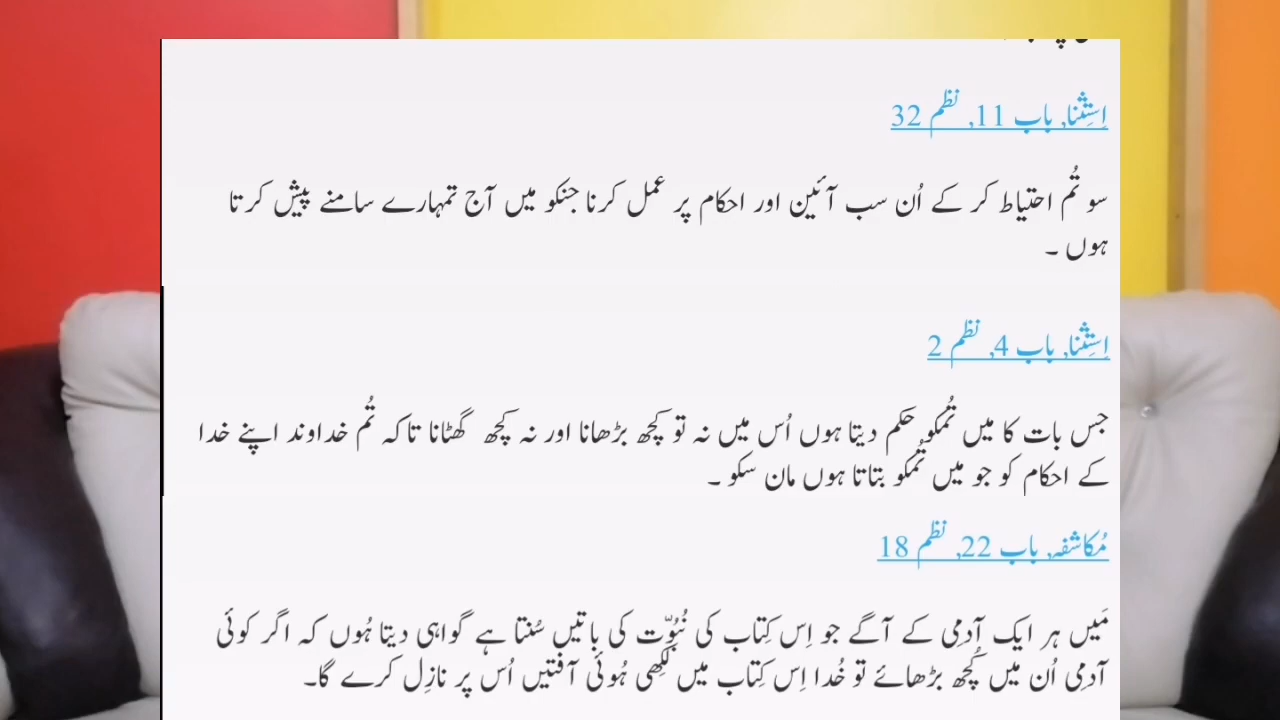 اِستِثنا, باب 11, نظم 32
سو تُم احتیاط کر کے اُن سب آئین اور احکام پر عمل کرنا جنکو میں آج تمہارے سامنے پیش کرتا
ہوں ۔
اِستِثنا, باب 4, نظم 2
جس بات کا میں تُمکو حکم دیتا ہوں اُس میں نہ تو کچھ بڑھانا اور نہ کچھ گھٹانا تاکہ تُم خداوند اپنے خدا
کے احکام کو جو میں تُمکو بتاتا ہوں مان سکو ۔
مُکاشفہ, باب 22, نظم 18
مَیں ہر ایک آدمِی کے آگے جو اِس کِتاب کی نُبُوّت کی باتیں سُنتا ہے گواہی دیتا ہُوں کہ اگر کوئی
آدمِی اُن میں کُچھ بڑھائے تو خُدا اِس کِتاب میں لِکھی ہُوئی آفتیں اُس پر نازِل کرے گا۔